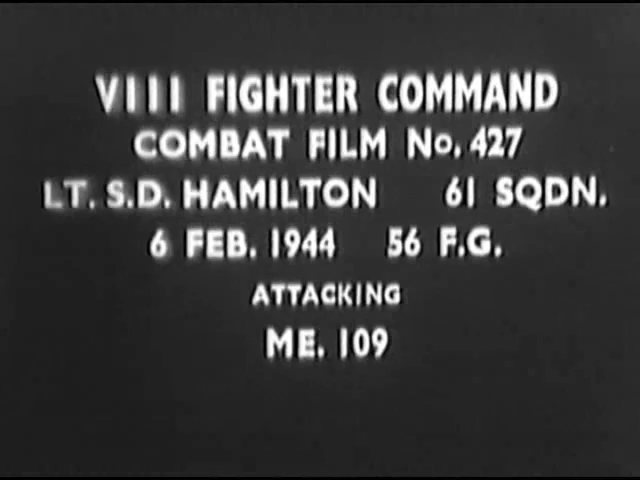 VIII FIGHTER COMMAND
COMBAT FILM No. 427
LT. S.D. HAMILTON 61 SQDN.
6 FEB. 1944 56 F.G.
ATTACKING
ME. 109